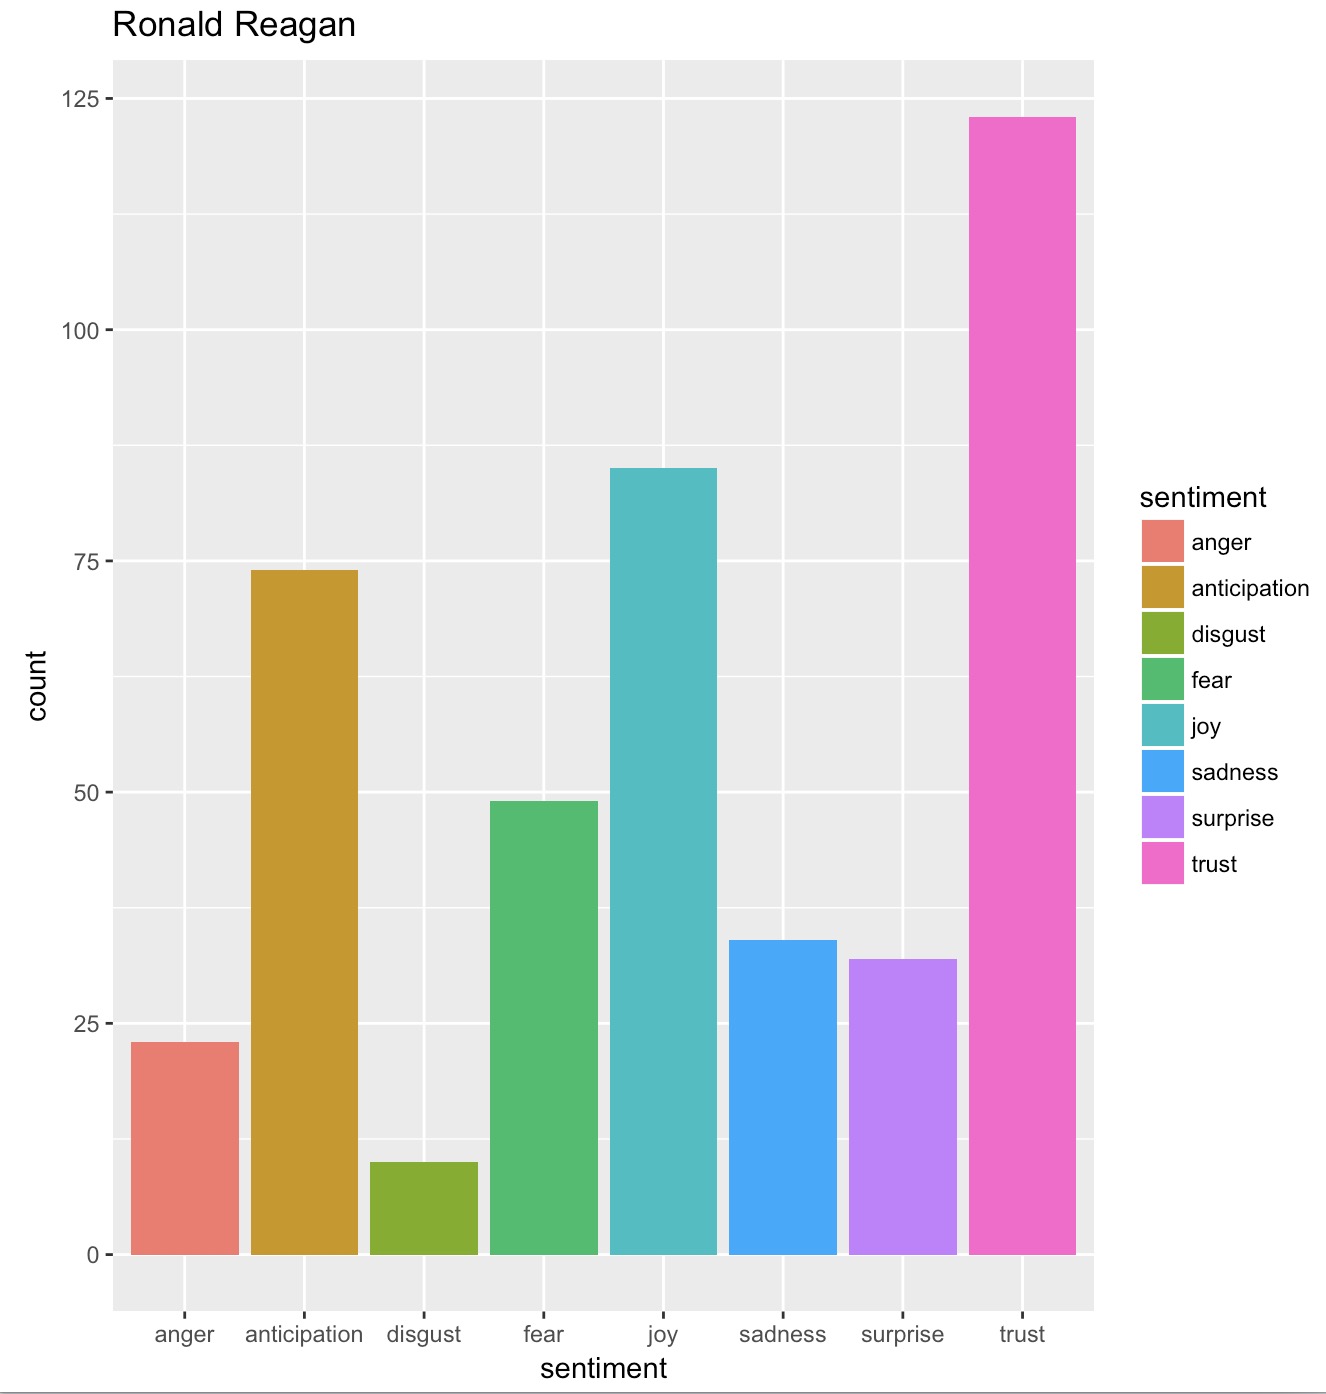 Ronald Reagan
125
100
75
50
25
0
count
anger anticipation disgust fear joy sadness surprise trust
sentiment
sentiment
anger
anticipation
disgust
fear
joy
sadness
surprise
trust